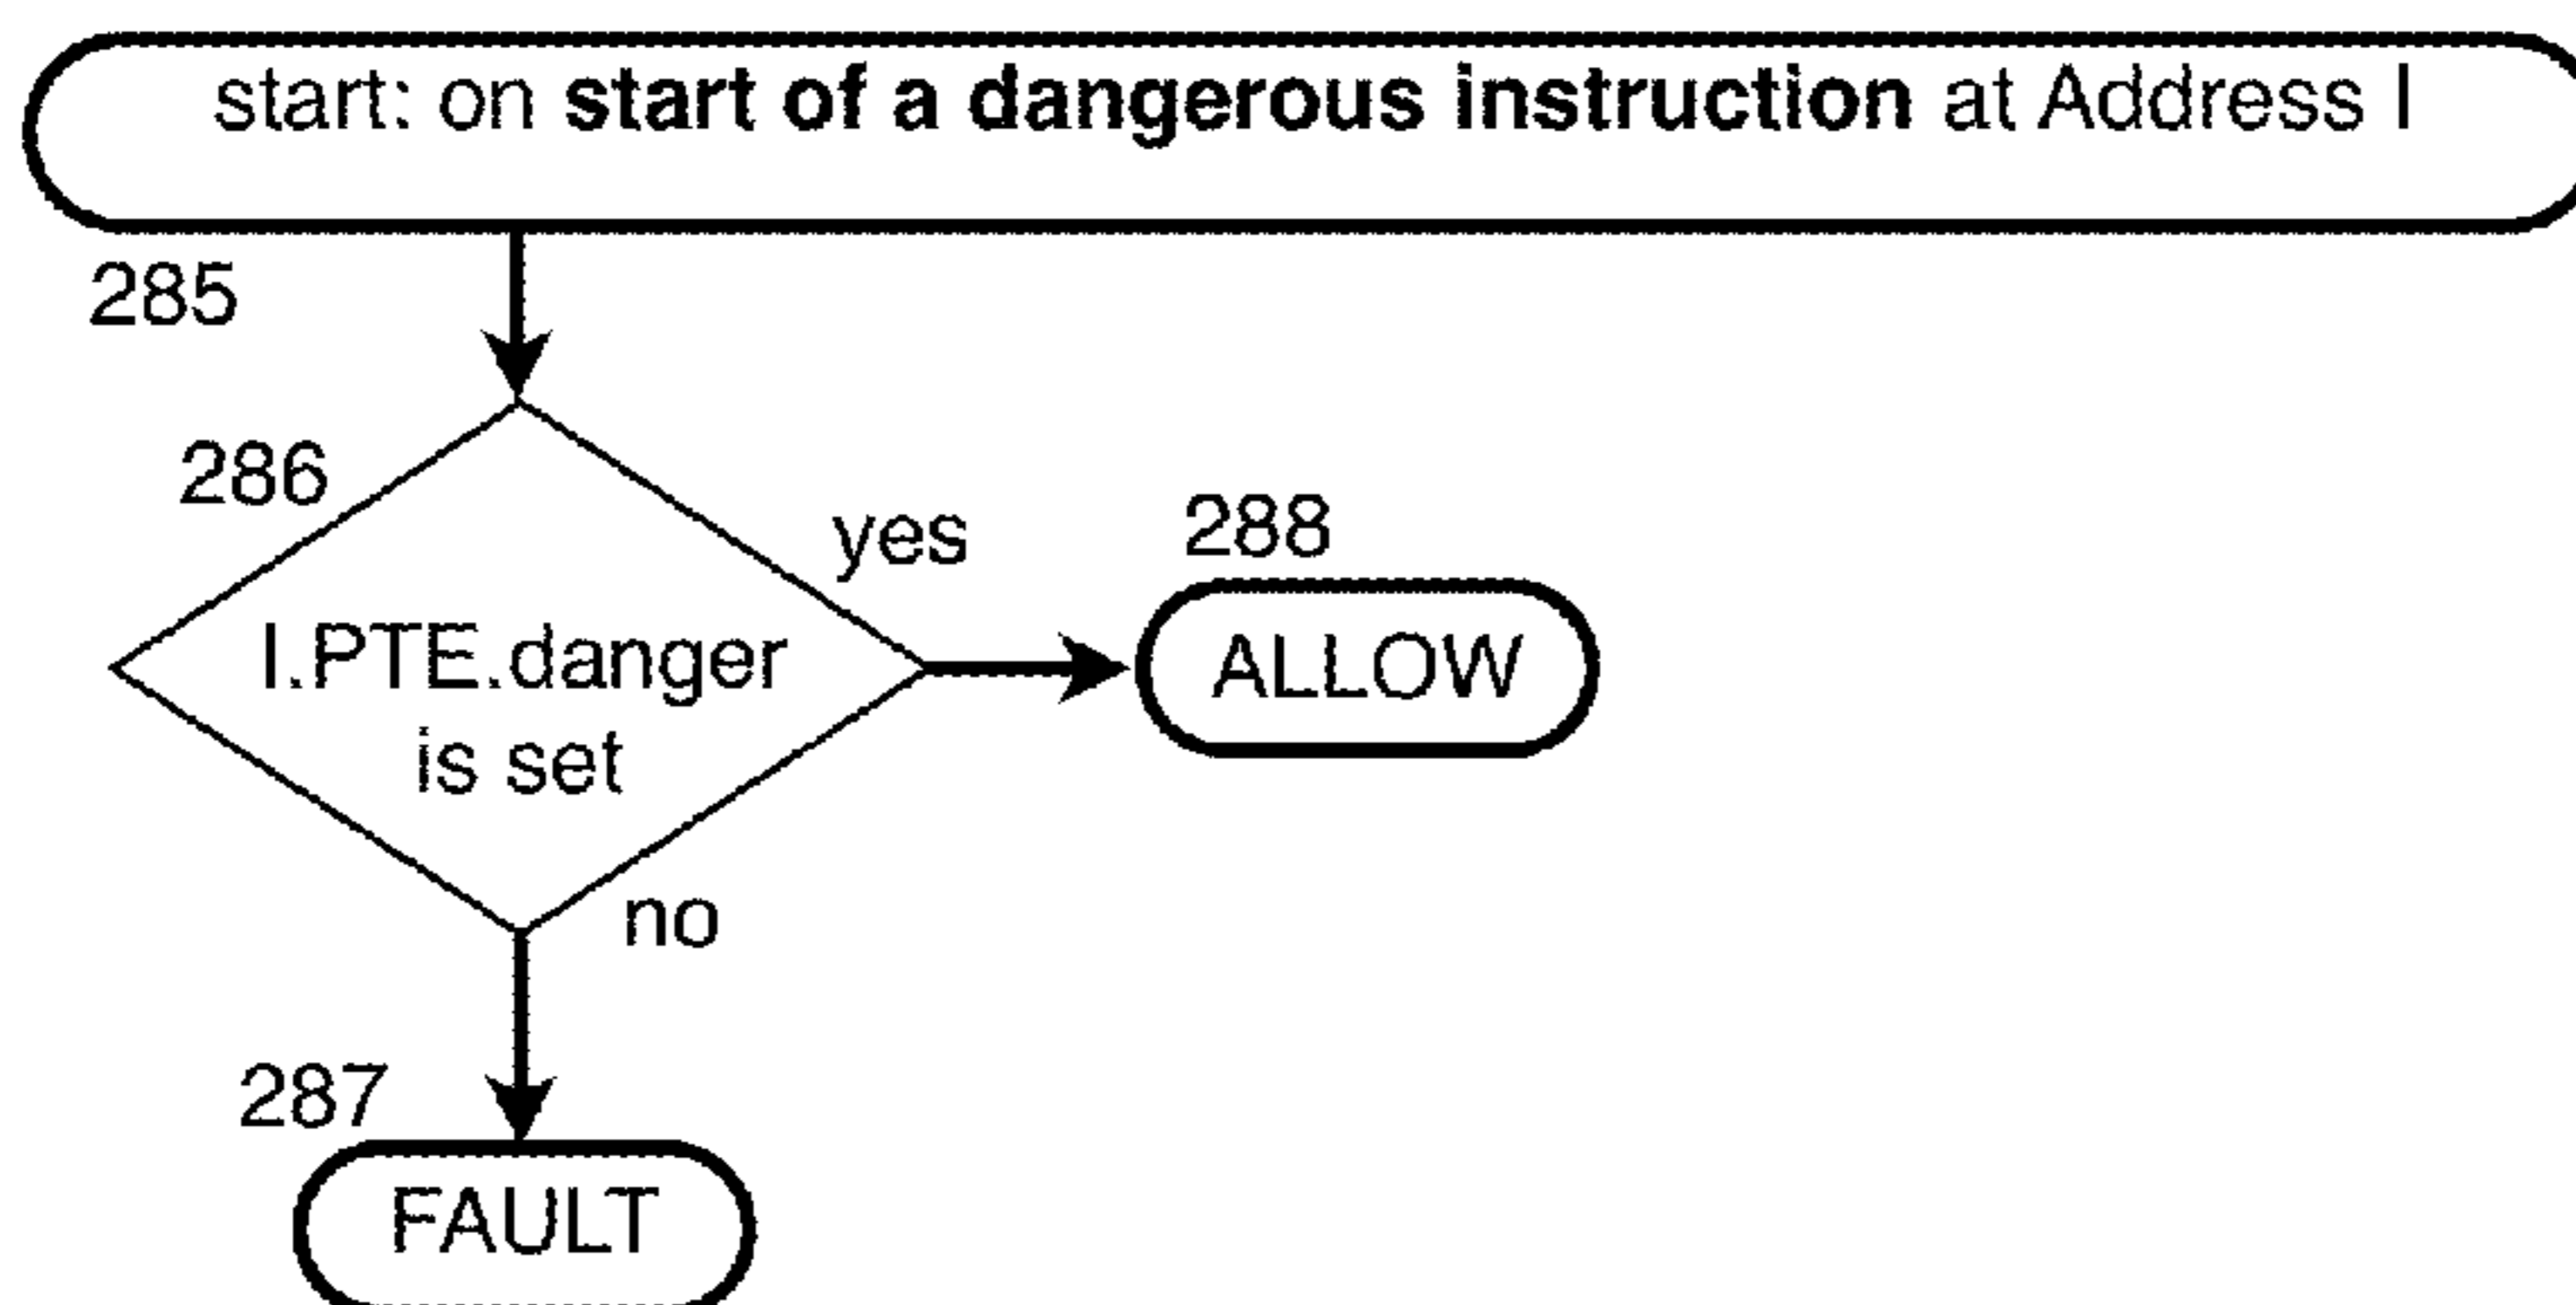 start: on start of a dangerous instruction at Address I
285
286
yes
288
I.PTE.danger
is set
ALLOW
no
287
FAULT